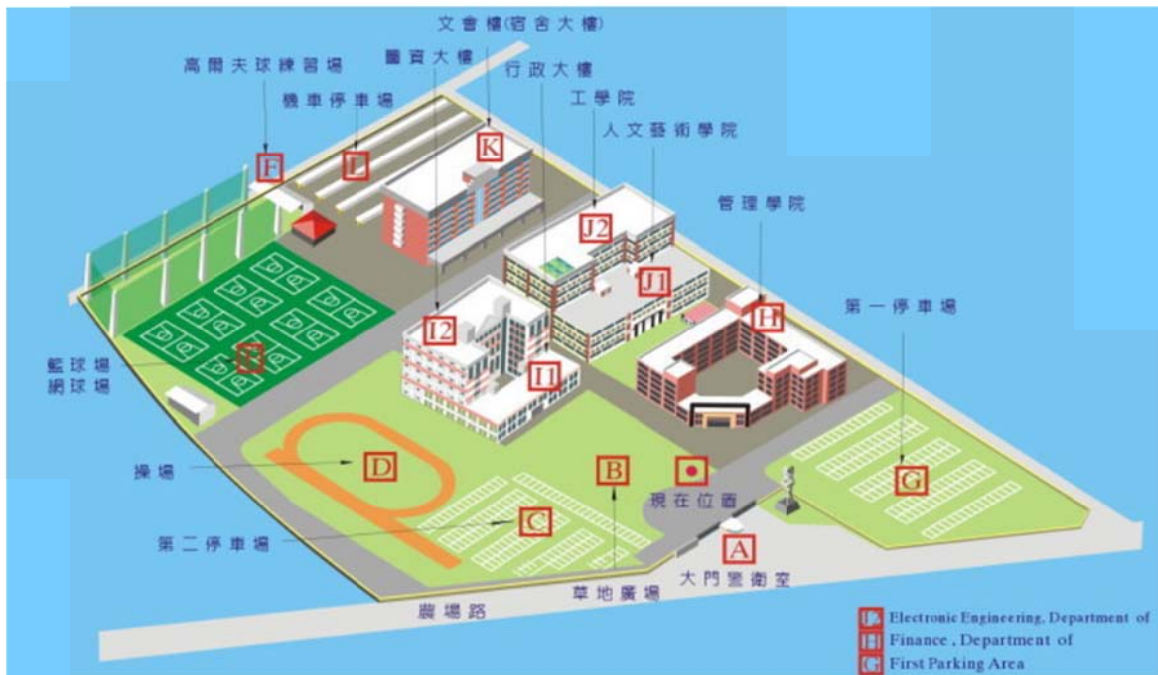 文會樓(宿舍大樓)
圖資大樓
行政大樓
高爾夫球練習場
機車停車場
工學院
人文藝術學院
K
F
L
管理學院
J2
J1
第一停車場
H
I2
籃球場
網球場
I1
操場
D
B
G
現在位置
C
第二停車場
A
大門警衛室
草地廣場
農場路
Electronic Engineering, Department of
H Finance, Department of
G First Parking Area